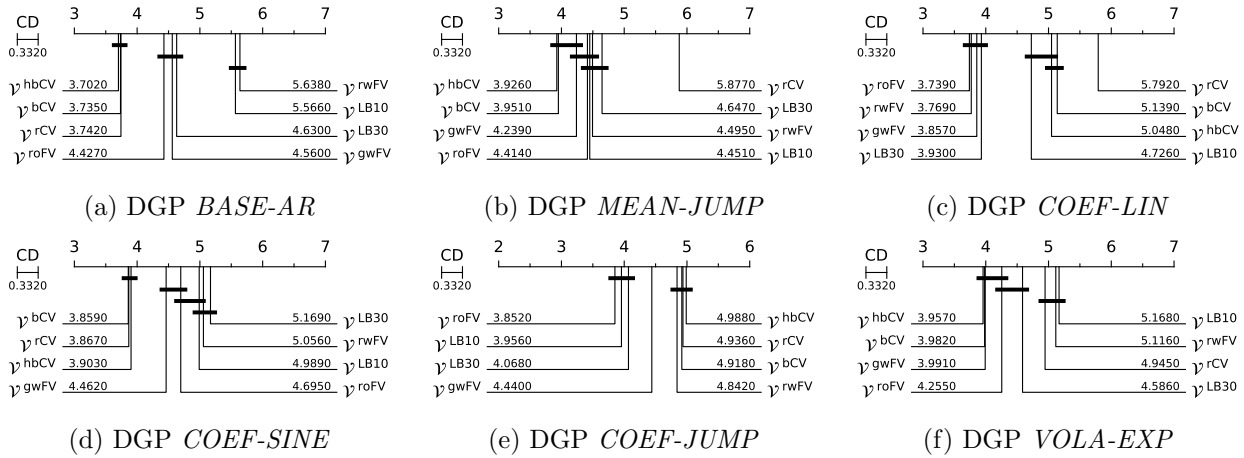 3 4 5 6 7
CD
0.3320
𝒱 hbCV 3.7020 5.6380 𝒱 rwFV
𝒱 bCV 3.7350 5.5660 𝒱 LB10
𝒱 rCV 3.7420 4.6300 𝒱 LB30
𝒱 roFV 4.4270 4.5600 𝒱 gwFV
(a) DGP BASE-AR
3 4 5 6 7
CD
0.3320
𝒱 hbCV 3.9260 5.8770 𝒱 rCV
𝒱 bCV 3.9510 4.6470 𝒱 LB30
𝒱 gwFV 4.2390 4.4950 𝒱 rwFV
𝒱 roFV 4.4140 4.4510 𝒱 LB10
(b) DGP MEAN-JUMP
3 4 5 6 7
CD
0.3320
𝒱 roFV 3.7390 5.7920 𝒱 rCV
𝒱 rwFV 3.7690 5.1390 𝒱 bCV
𝒱 gwFV 3.8570 5.0480 𝒱 hbCV
𝒱 LB30 3.9300 4.7260 𝒱 LB10
(c) DGP COEF-LIN
3 4 5 6 7
CD
0.3320
𝒱 bCV 3.8590 5.1690 𝒱 LB30
𝒱 rCV 3.8670 5.0560 𝒱 rwFV
𝒱 hbCV 3.9030 4.9890 𝒱 LB10
𝒱 gwFV 4.4620 4.6950 𝒱 roFV
(d) DGP COEF-SINE
2 3 4 5 6
CD
0.3320
𝒱 roFV 3.8520 4.9880 𝒱 hbCV
𝒱 LB10 3.9560 4.9360 𝒱 rCV
𝒱 LB30 4.0680 4.9180 𝒱 bCV
𝒱 gwFV 4.4400 4.8420 𝒱 rwFV
(e) DGP COEF-JUMP
3 4 5 6 7
CD
0.3320
𝒱 hbCV 3.9570 5.1680 𝒱 LB10
𝒱 bCV 3.9820 5.1160 𝒱 rwFV
𝒱 gwFV 3.9910 4.9450 𝒱 rCV
𝒱 roFV 4.2550 4.5860 𝒱 LB30
(f) DGP VOLA-EXP